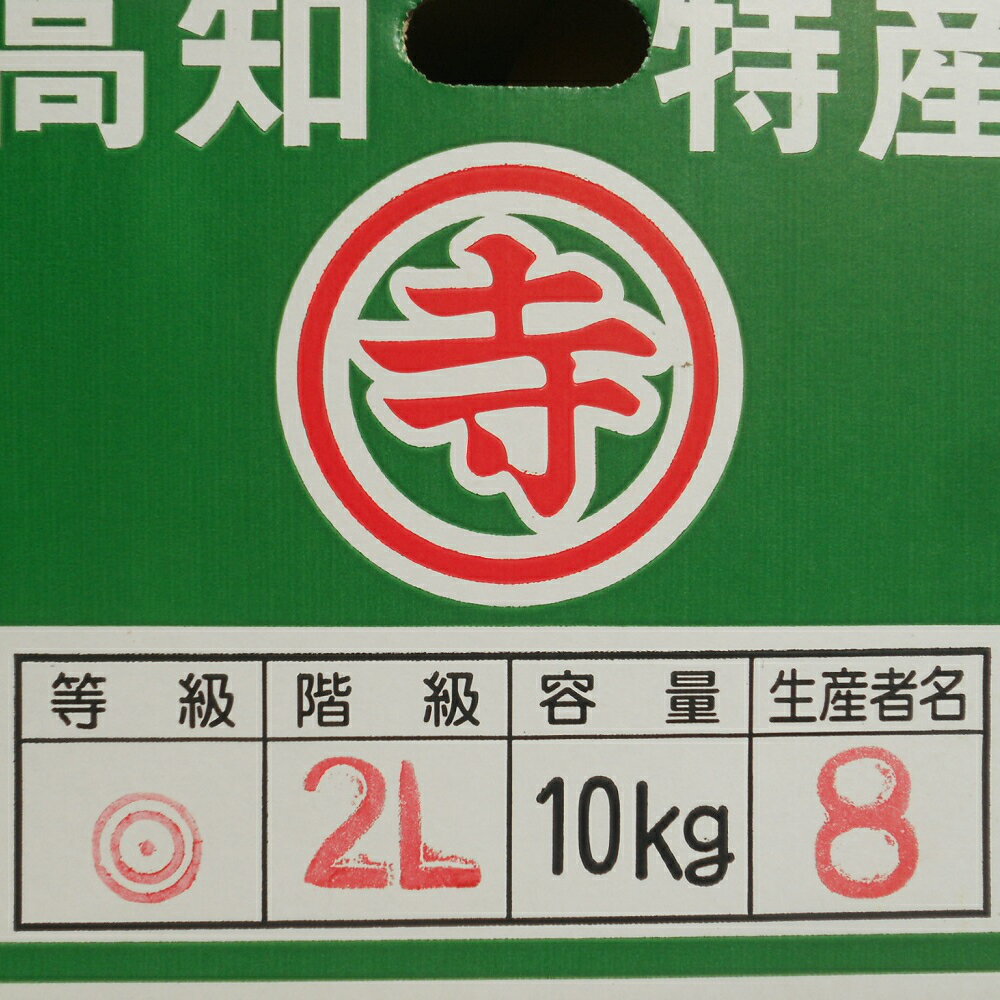 高知 特産
寺
等級 階級 容量 生産者名
◎ 2L 10kg 8